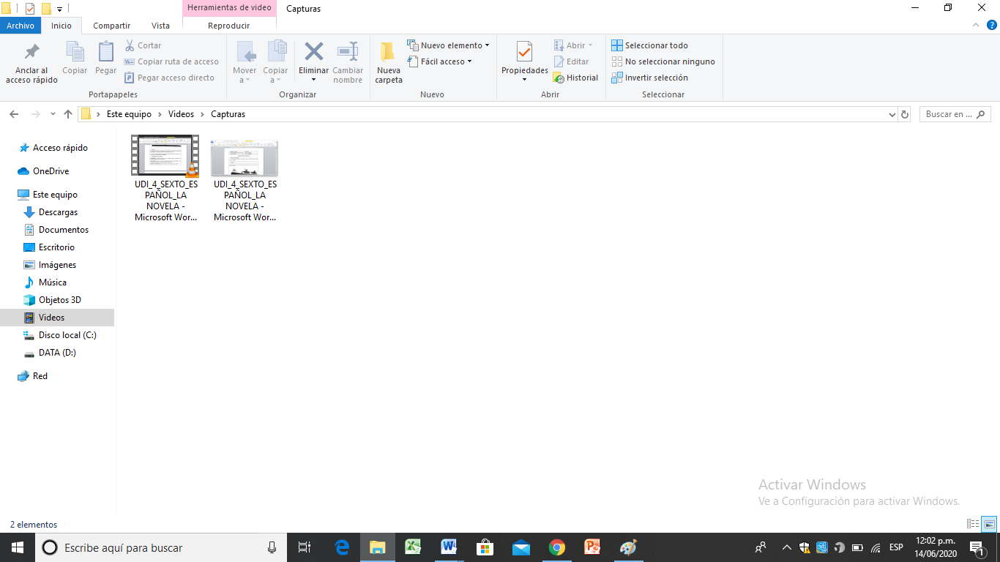 Herramientas de video
Capturas
Archivo
Inicio
Compartir
Vista
Reproducir
Anclar al
acceso rápido
Copiar
Pegar
Cortar
Copiar ruta de acceso
Pegar acceso directo
Portapapeles
Mover
a
Copiar
a
Eliminar
Cambiar
nombre
Organizar
Nueva
carpeta
Nuevo elemento
Fácil acceso
Nuevo
Propiedades
Abrir
Editar
Historial
Abrir
Seleccionar todo
No seleccionar ninguno
Invertir selección
Seleccionar
Este equipo
Videos
Capturas
Buscar en ...
Acceso rápido
OneDrive
Este equipo
Descargas
Documentos
Escritorio
Imágenes
Música
Objetos 3D
Videos
Disco local (C:)
DATA (D:)
Red
UDI_4_SEXTO_ES
PAÑOL_LA
NOVELA -
Microsoft Wor...
UDI_4_SEXTO_ES
PAÑOL_LA
NOVELA -
Microsoft Wor...
Activar Windows
Ve a Configuración para activar Windows.
2 elementos
Escribe aquí para buscar
ESP
12:02 p.m.
14/06/2020
1